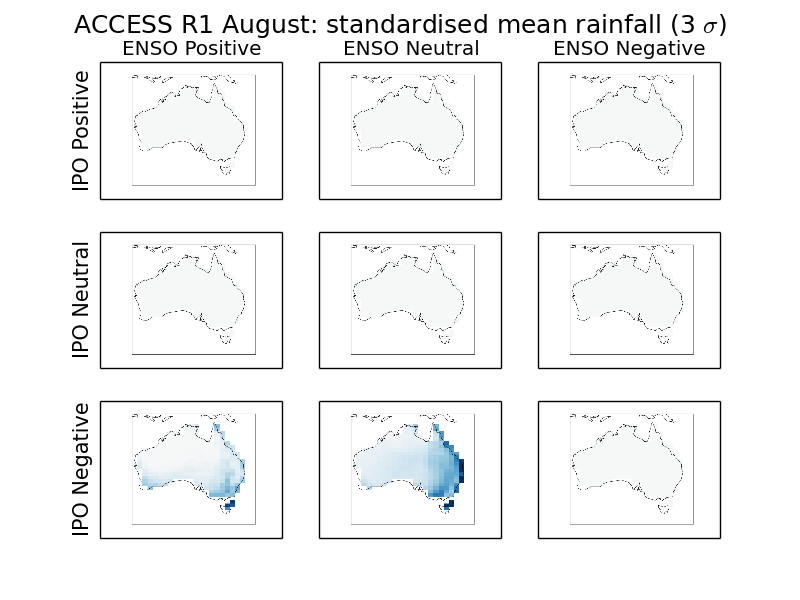 ACCESS R1 August: standardised mean rainfall (3 σ)
ENSO Positive ENSO Neutral ENSO Negative
IPO Positive
IPO Neutral
IPO Negative